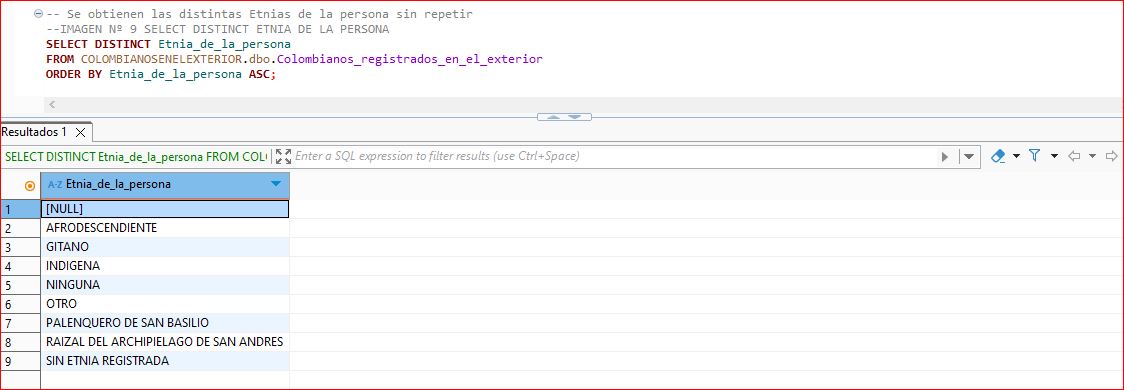 -- Se obtienen las distintas Etnias de la persona sin repetir
--IMAGEN Nº 9 SELECT DISTINCT ETNIA DE LA PERSONA
SELECT DISTINCT Etnia_de_la_persona
FROM COLOMBIANOSENELEXTERIOR.dbo.Colombianos_registrados_en_el_exterior
ORDER BY Etnia_de_la_persona ASC;
Resultados 1
SELECT DISTINCT Etnia_de_la_persona FROM COL Enter a SQL expression to filter results (use Ctrl+Space)
A-Z Etnia_de_la_persona
1 [NULL]
2 AFRODESCENDIENTE
3 GITANO
4 INDIGENA
5 NINGUNA
6 OTRO
7 PALENQUERO DE SAN BASILIO
8 RAIZAL DEL ARCHIPIELAGO DE SAN ANDRES
9 SIN ETNIA REGISTRADA